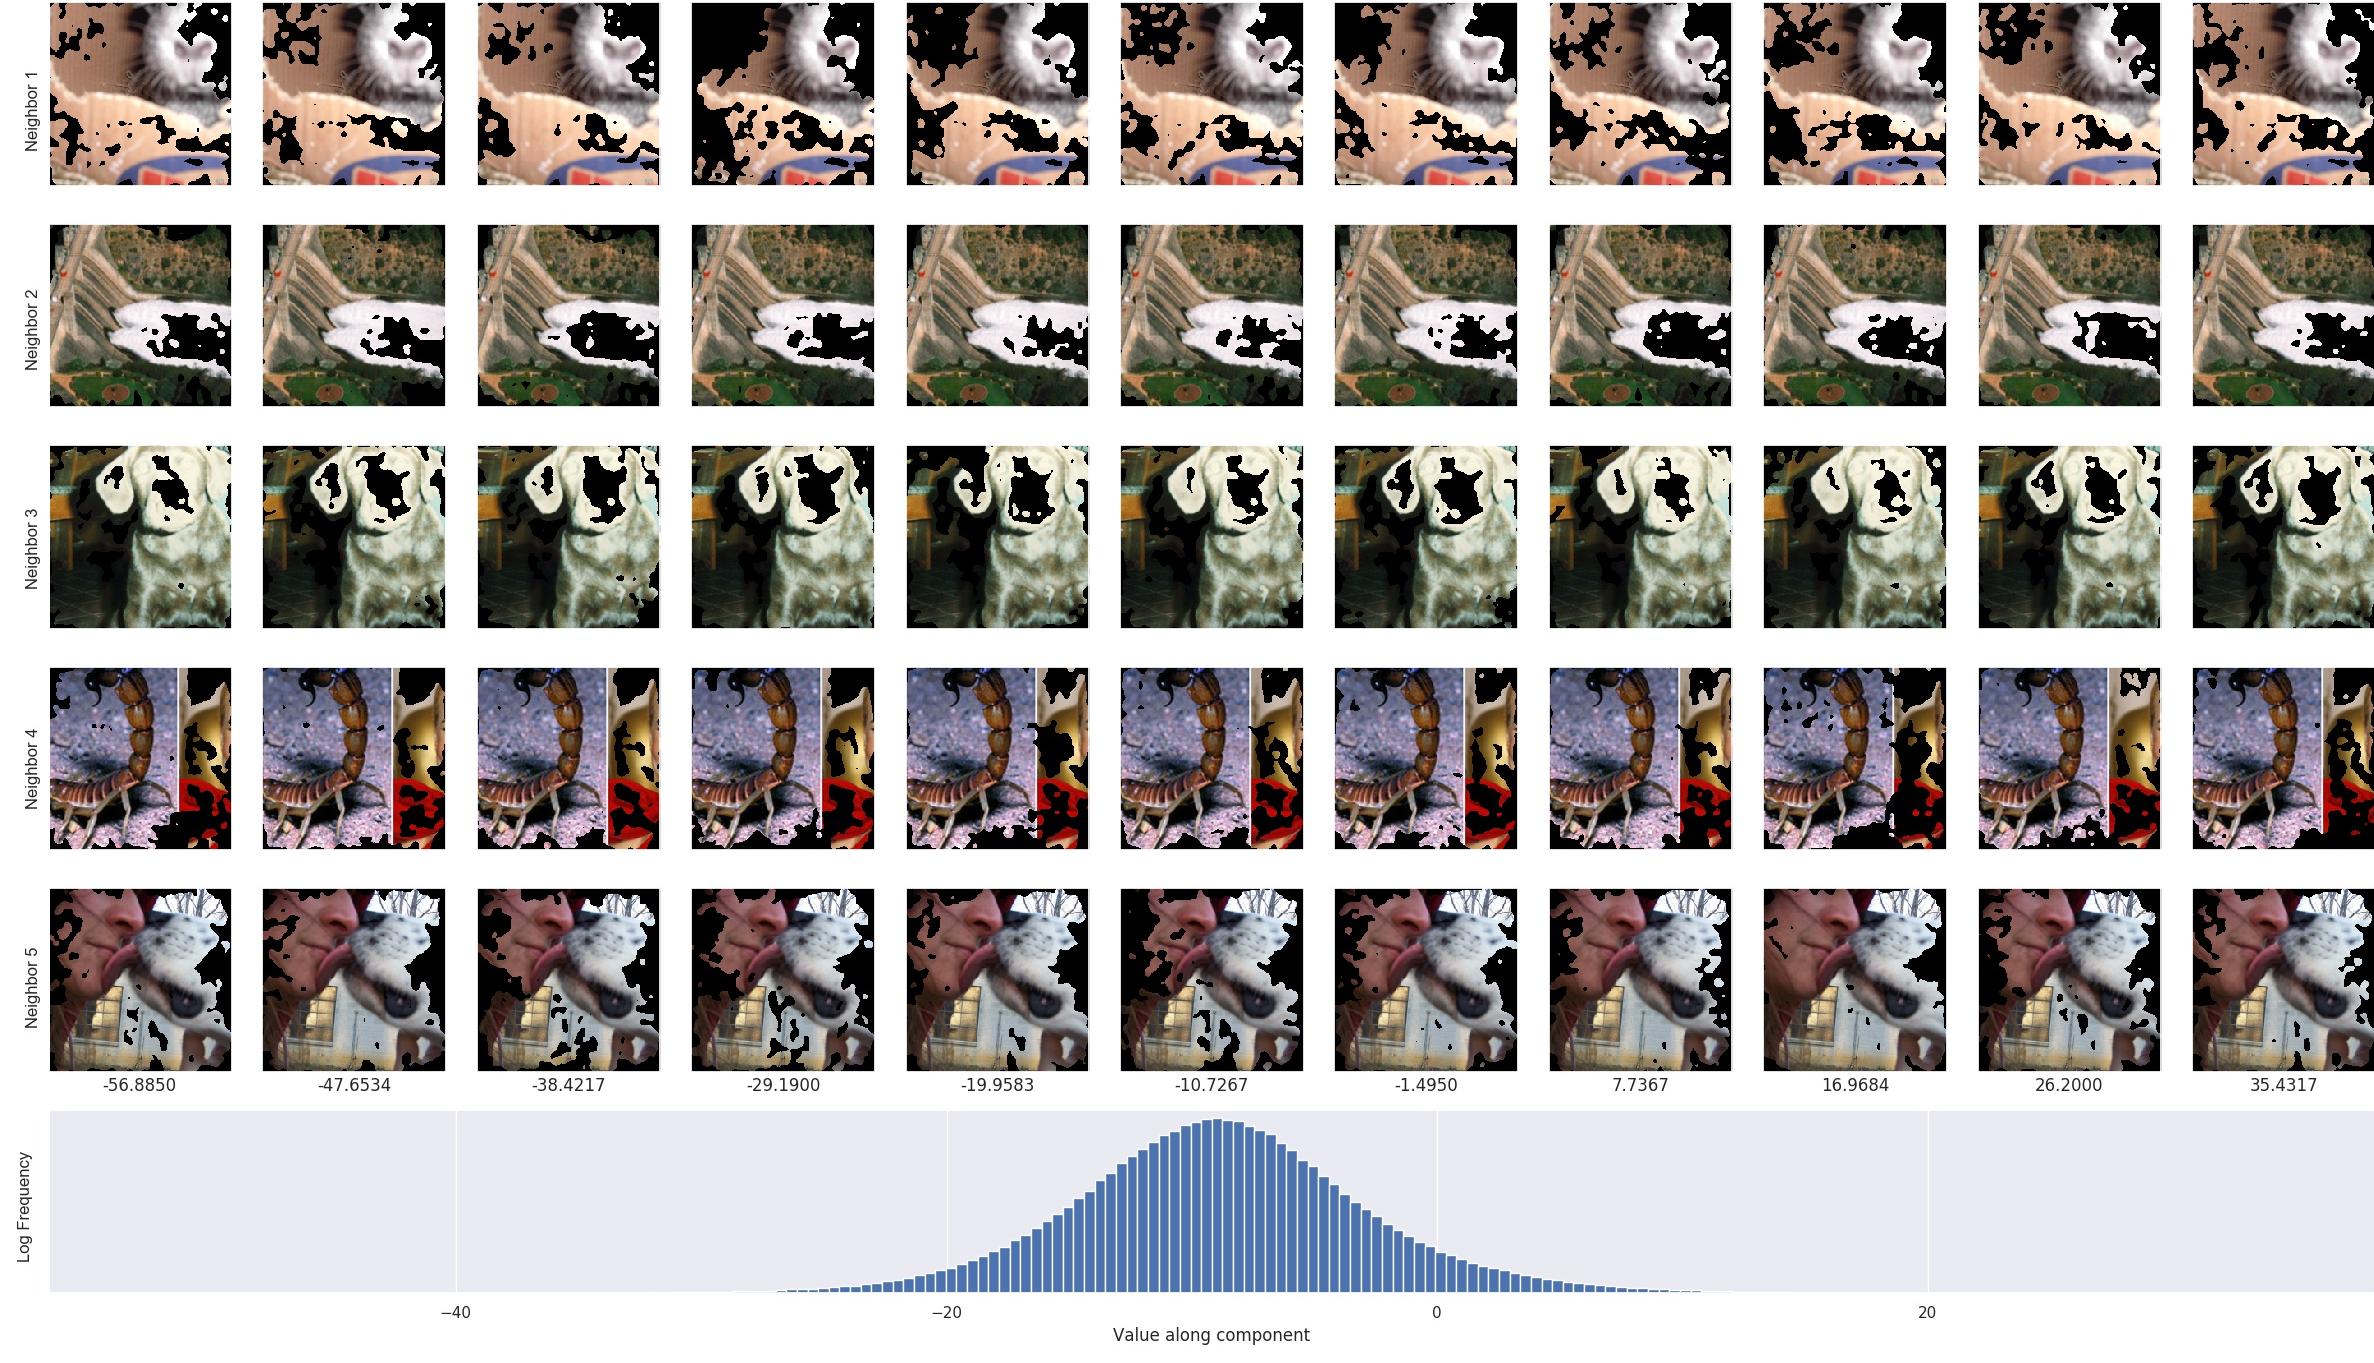 Neighbor 1
Neighbor 2
Neighbor 3
Neighbor 4
Neighbor 5
-56.8850 -47.6534 -38.4217 -29.1900 -19.9583 -10.7267 -1.4950 7.7367 16.9684 26.2000 35.4317
Log Frequency
−40 −20 0 20
Value along component